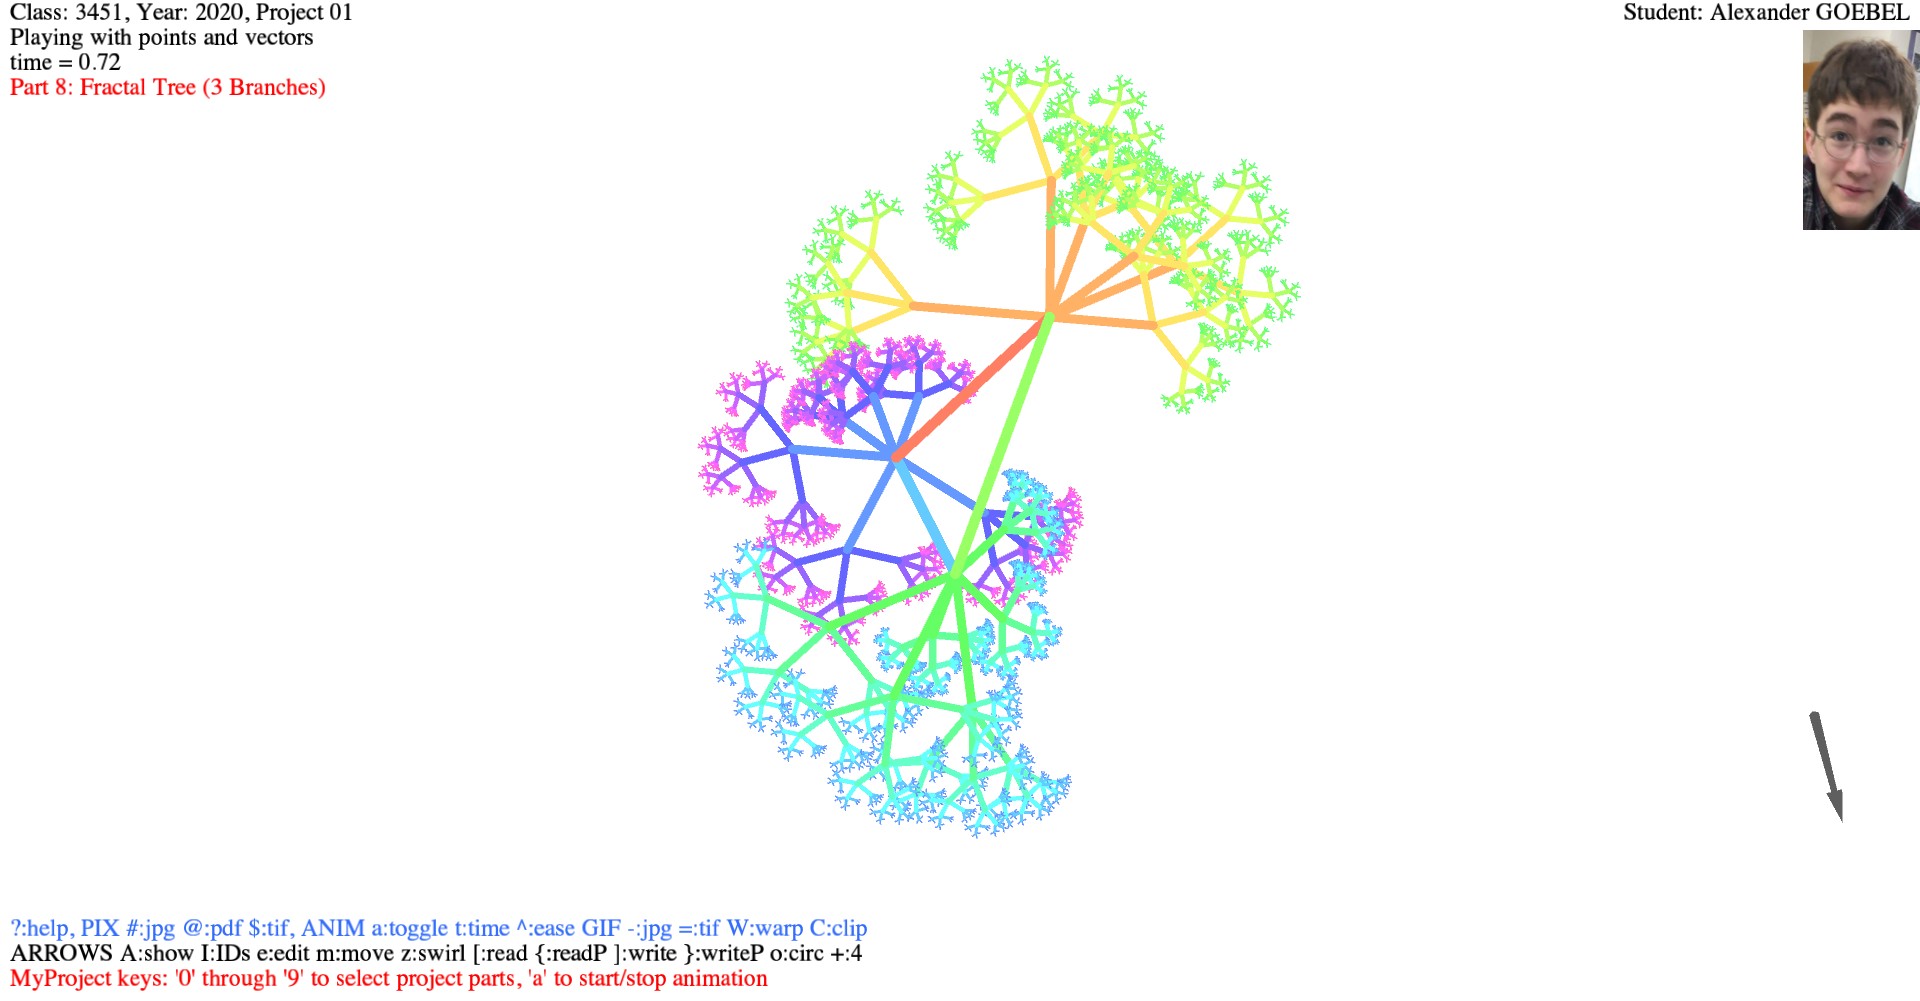 Class: 3451, Year: 2020, Project 01
Student: Alexander GOEBEL
Playing with points and vectors
time = 0.72
Part 8: Fractal Tree (3 Branches)
?:help, PIX #:jpg @:pdf $:tif, ANIM a:toggle t:time ^:ease GIF -:jpg =:tif W:warp C:clip
ARROWS A:show I:IDs e:edit m:move z:swirl [:read {:readP ]:write }:writeP o:circ +:4
MyProject keys: '0' through '9' to select project parts, 'a' to start/stop animation